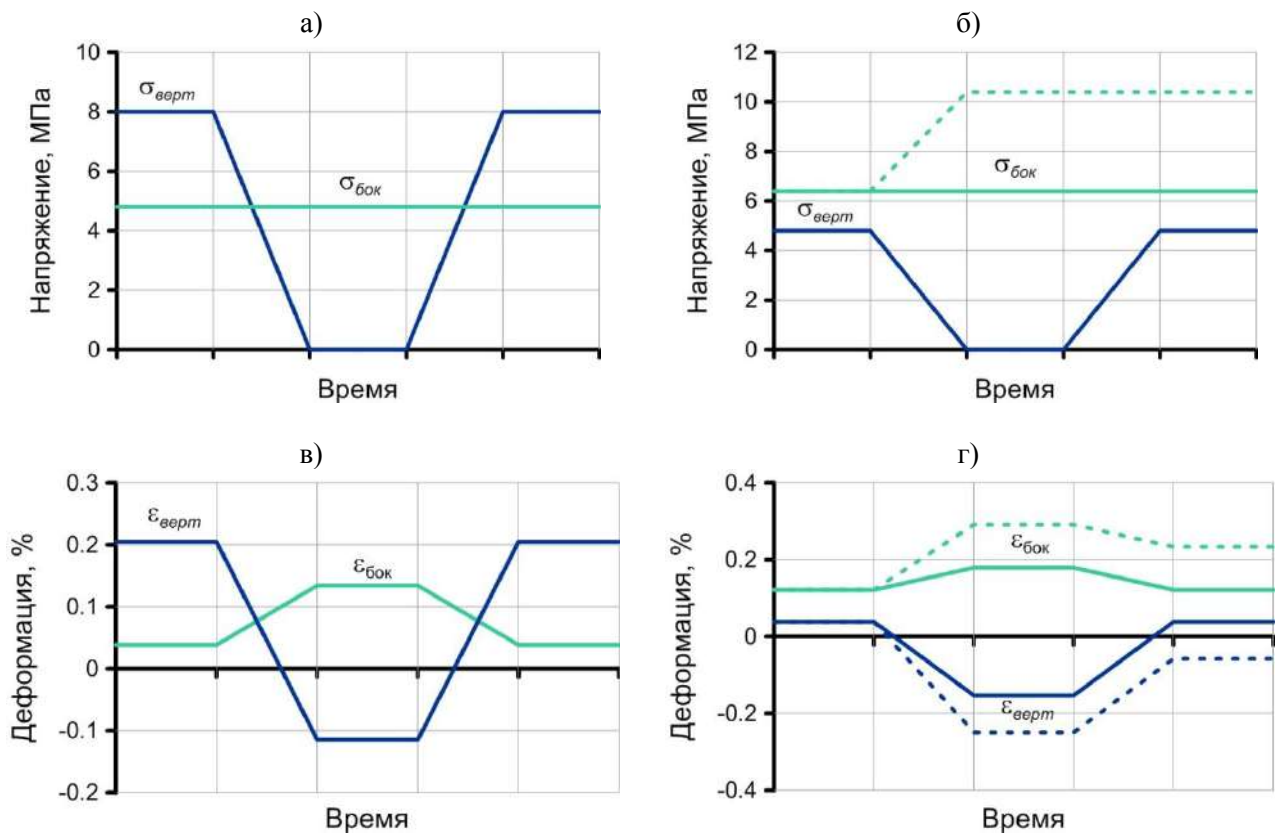 а)
Напряжение, МПа
10
8
6
4
2
0
σверт
σбок
Время
б)
Напряжение, МПа
12
10
8
6
4
2
0
σбок
σверт
Время
в)
Деформация, %
0.3
0.2
0.1
0
-0.1
-0.2
εверт
εбок
Время
г)
Деформация, %
0.4
0.2
0
-0.2
-0.4
εбок
εверт
Время